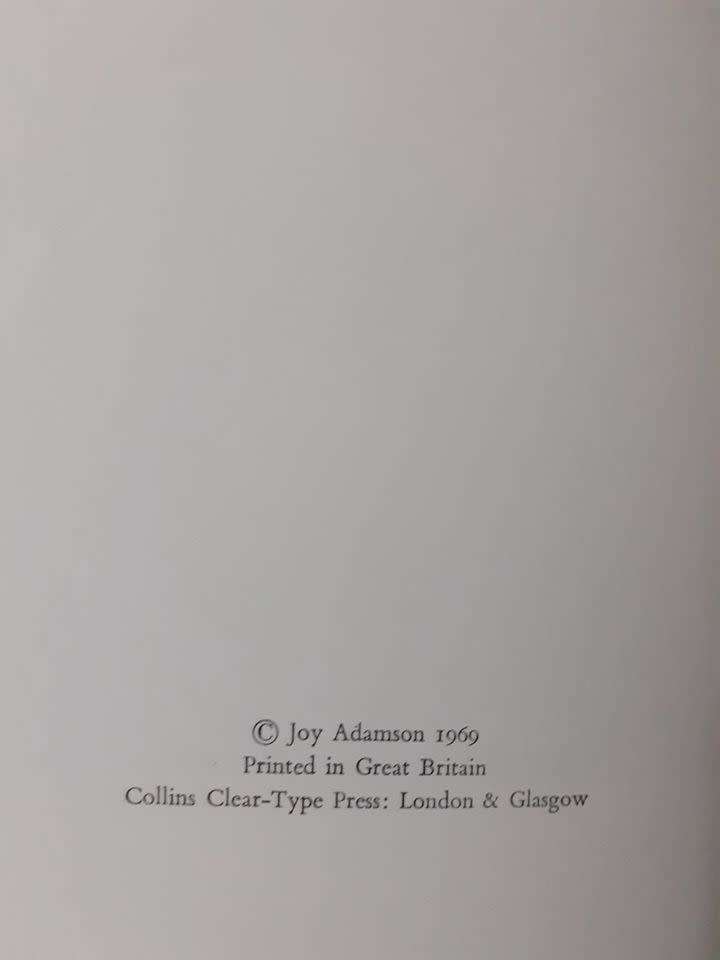 © Joy Adamson 1969
Printed in Great Britain
Collins Clear-Type Press: London & Glasgow